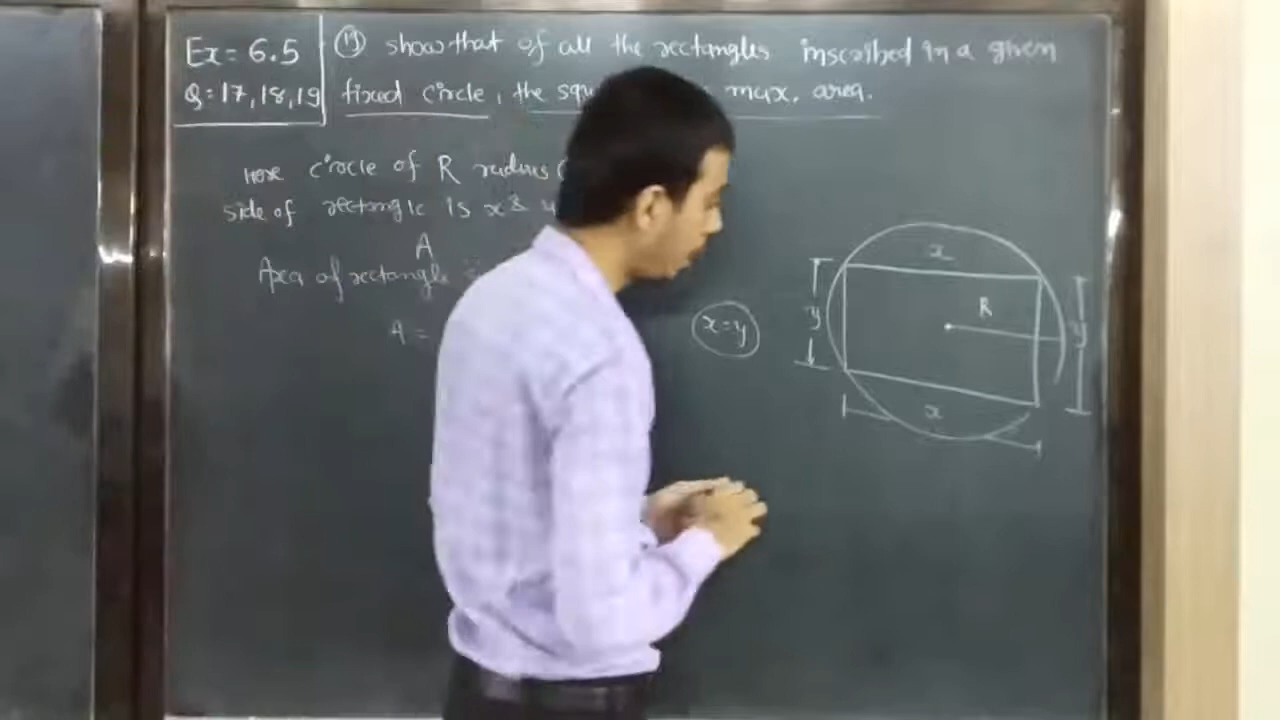 Ex = 6.5
Q = 17, 18, 19
19 show that of all the rectangles inscribed in a given
fixed circle, the squ max. area.
Here circle of R radius
side of rectangle is x &
A
Area of rectangle
A =
x = y
x
R
y
y
x